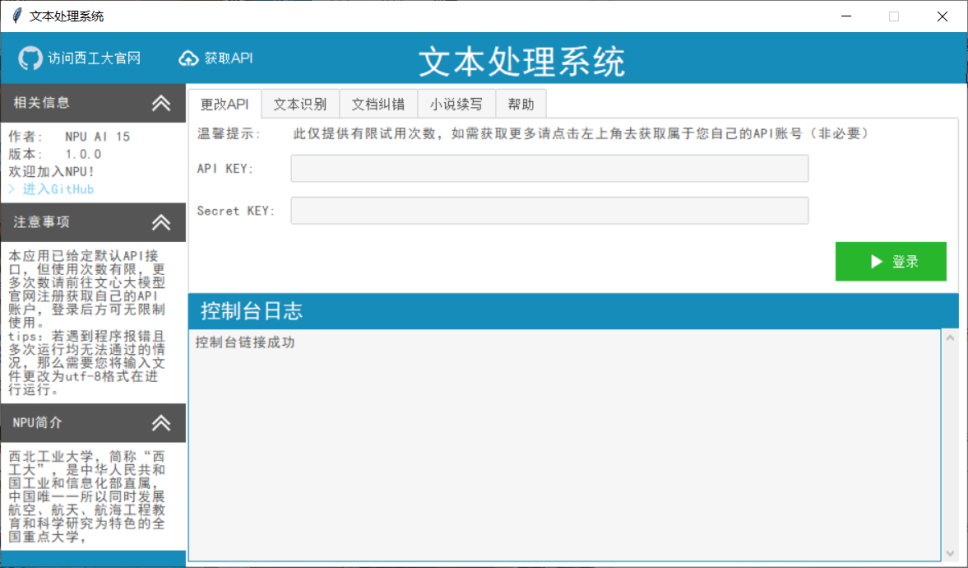 文本处理系统
访问西工大官网
获取API
文本处理系统
相关信息
作者: NPU AI 15
版本: 1.0.0
欢迎加入NPU!
> 进入GitHub
注意事项
本应用已给定默认API接
口，但使用次数有限，更
多次数请前往文心大模型
官网注册获取自己的API
账户，登录后方可无限制
使用。
tips：若遇到程序报错且
多次运行均无法通过的情
况，那么需要您将输入文
件更改为utf-8格式在进
行运行。
NPU简介
西北工业大学，简称“西
工大”，是中华人民共和
国工业和信息化部直属，
中国唯一一所以同时发展
航空、航天、航海工程教
育和科学研究为特色的全
国重点大学，
更改API
文本识别
文档纠错
小说续写
帮助
温馨提示: 此仅提供有限试用次数，如需获取更多请点击左上角去获取属于您自己的API账号（非必要）
API KEY:
Secret KEY:
登录
控制台日志
控制台链接成功